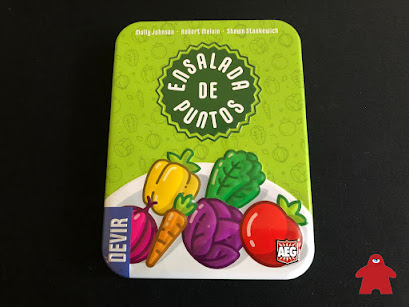 Molly Johnson · Robert Melvin · Shawn Stankewich
ENSALADA
DE
PUNTOS
DEVIR
AEG